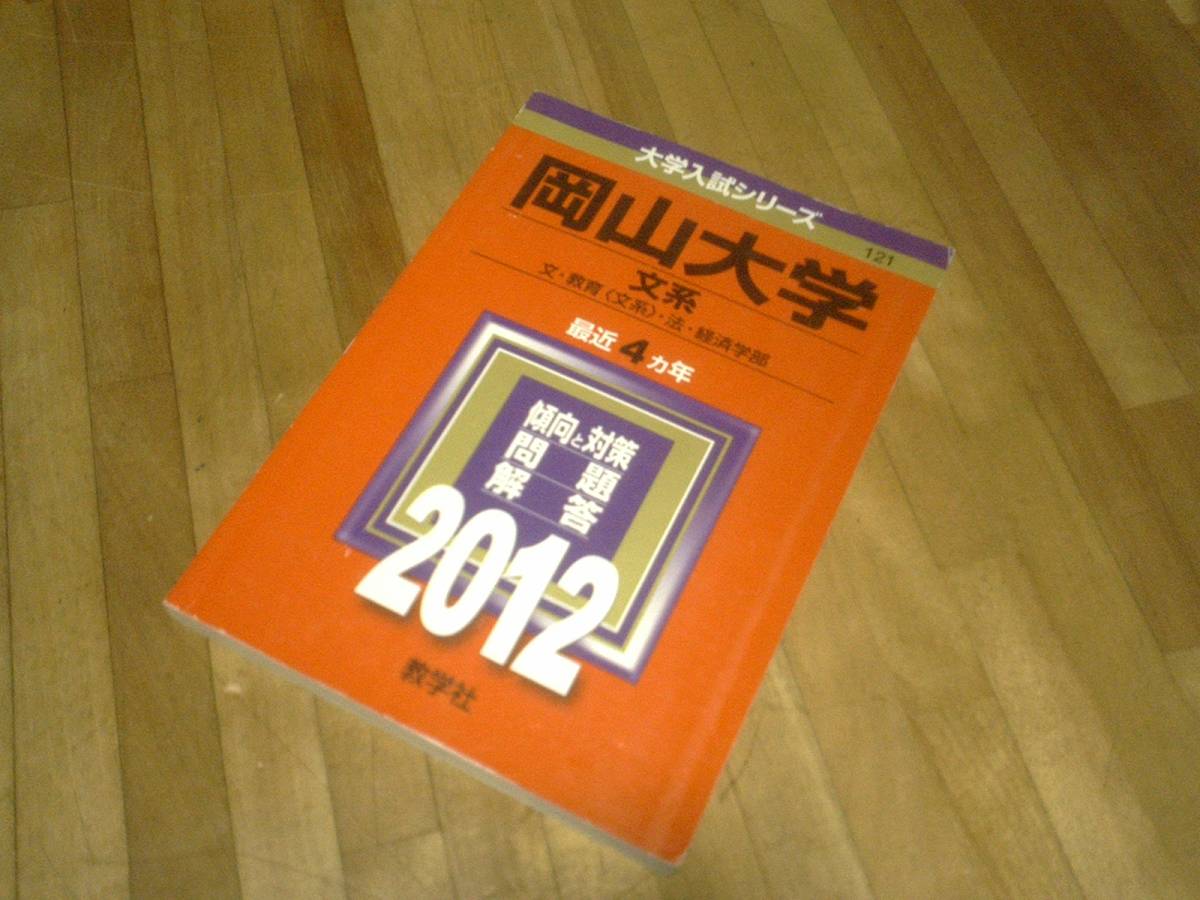 大学入試シリーズ
121
岡山大学
文系
文・教育〈文系〉・法・経済学部
最近4カ年
傾向と対策
問題
解答
2012
教学社